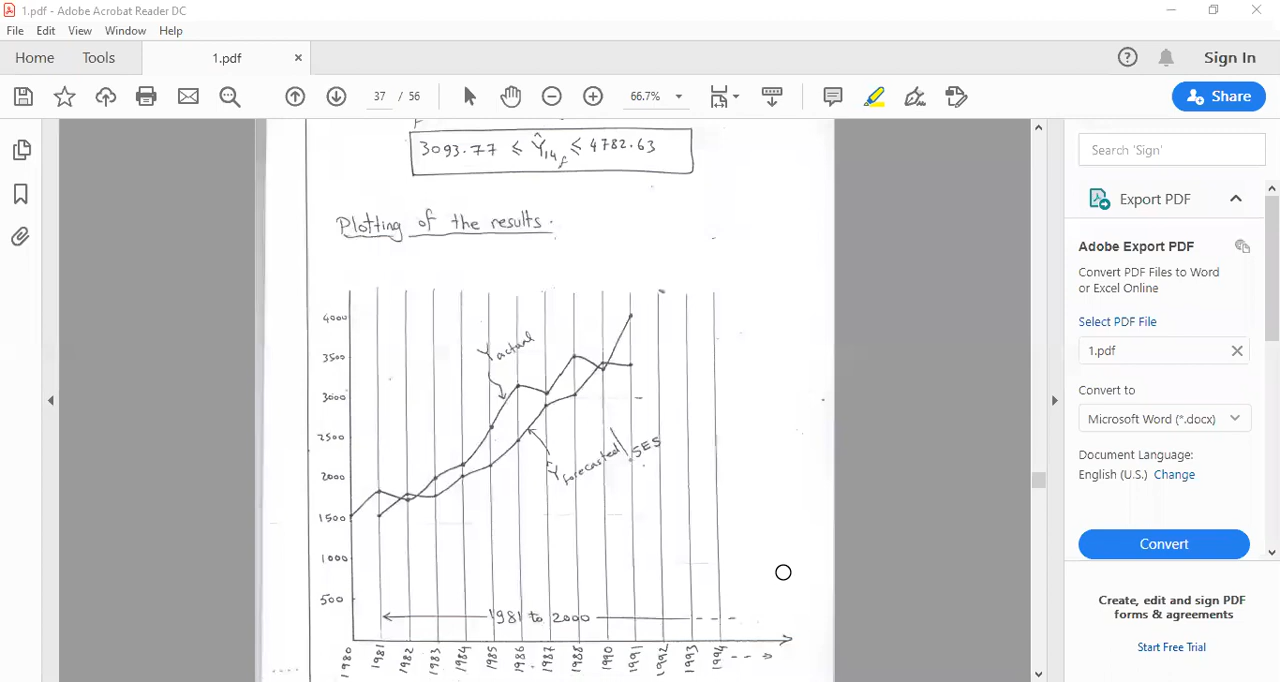 1.pdf - Adobe Acrobat Reader DC
File Edit View Window Help
Home Tools 1.pdf × Sign In
37 / 56 66.7% Share
3093.77 ≤ Ŷ14f ≤ 4782.63
Plotting of the results.
4000
3500
3000
2500
2000
1500
1000
500
Y actual
Ŷ forecasted \ SES
1981 to 2000
1980 1981 1982 1983 1984 1985 1986 1987 1988 1990 1991 1992 1993 1994
Search 'Sign'
Export PDF
Adobe Export PDF
Convert PDF Files to Word
or Excel Online
Select PDF File
1.pdf
Convert to
Microsoft Word (*.docx)
Document Language:
English (U.S.) Change
Convert
Create, edit and sign PDF
forms & agreements
Start Free Trial